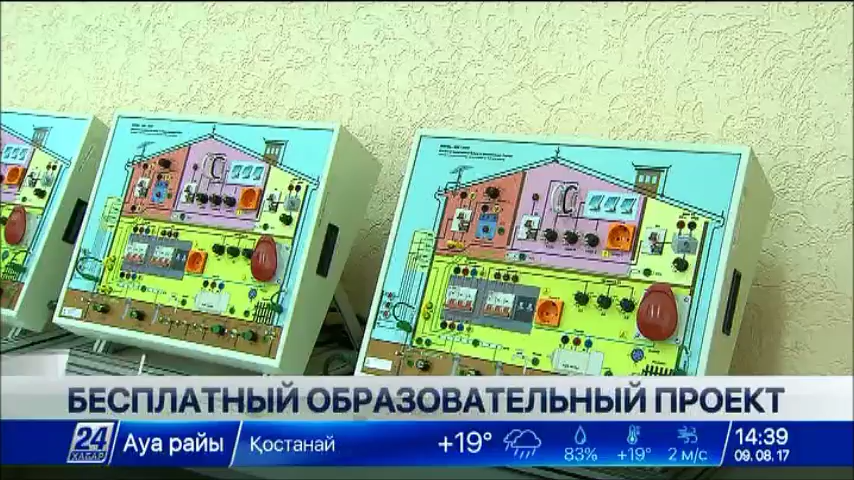 БЕСПЛАТНЫЙ ОБРАЗОВАТЕЛЬНЫЙ ПРОЕКТ
24 ХАБАР
Ауа райы
Қостанай
+19°
83%
+19°
2 м/с
14:39
09.08.17